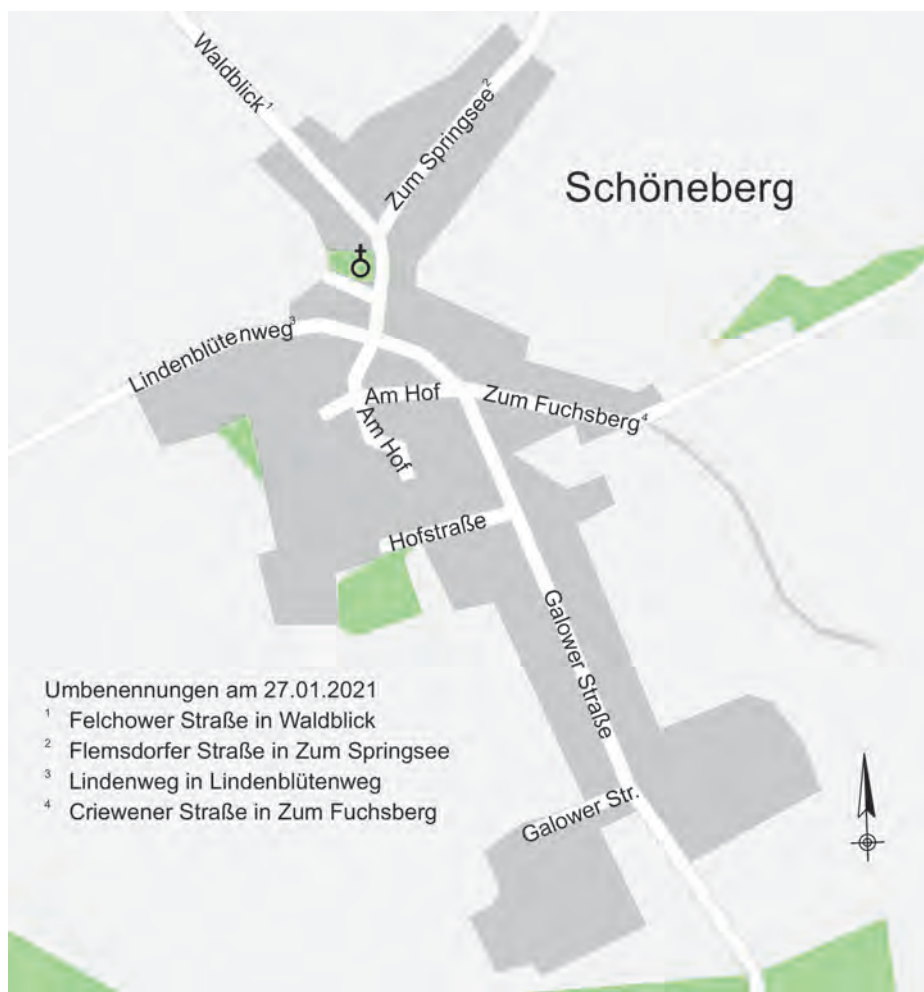 Waldblick¹
Zum Springsee²
Schöneberg
Lindenblütenweg³
Am Hof
Zum Fuchsberg⁴
Am Hof
Hofstraße
Galower Straße
Galower Str.
Umbenennungen am 27.01.2021
¹ Felchower Straße in Waldblick
² Flemsdorfer Straße in Zum Springsee
³ Lindenweg in Lindenblütenweg
⁴ Criewener Straße in Zum Fuchsberg